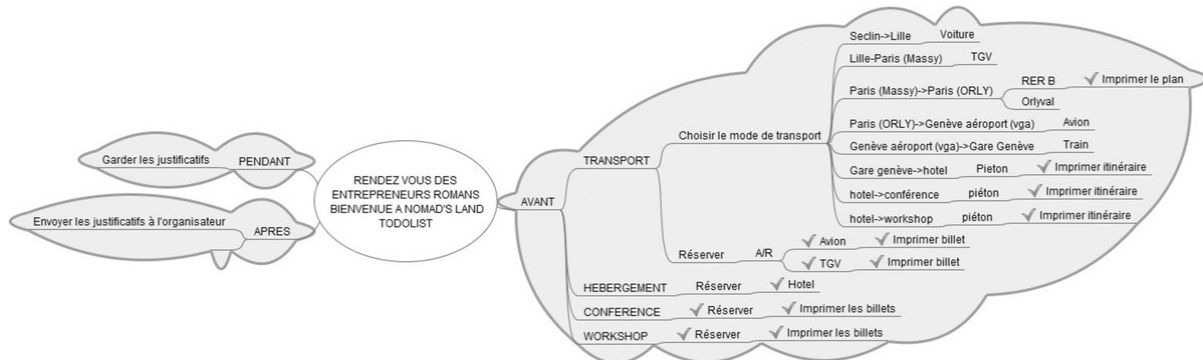 RENDEZ VOUS DES
ENTREPRENEURS ROMANS
BIENVENUE A NOMAD'S LAND
TODOLIST
PENDANT
Garder les justificatifs
APRES
Envoyer les justificatifs à l'organisateur
AVANT
TRANSPORT
Choisir le mode de transport
Seclin->Lille Voiture
Lille-Paris (Massy) TGV
Paris (Massy)->Paris (ORLY) RER B Imprimer le plan
Orlyval
Paris (ORLY)->Genève aéroport (vga) Avion
Genève aéroport (vga)->Gare Genève Train
Gare genève->hotel Pieton Imprimer itinéraire
hotel->conférence piéton Imprimer itinéraire
hotel->workshop piéton Imprimer itinéraire
Réserver A/R Avion Imprimer billet
TGV Imprimer billet
HEBERGEMENT Réserver Hotel
CONFERENCE Réserver Imprimer les billets
WORKSHOP Réserver Imprimer les billets